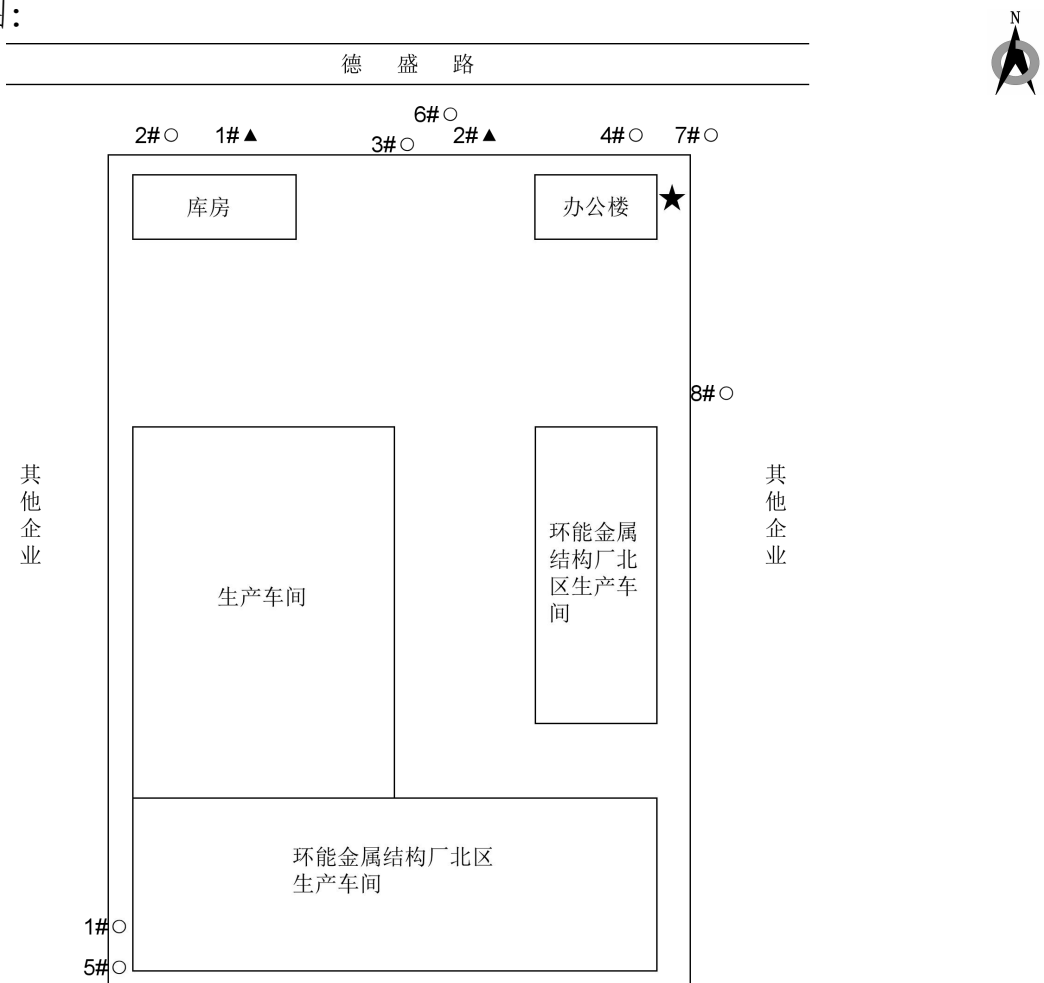 N
德 盛 路
6#○
2#○ 1#▲ 3#○ 2#▲ 4#○ 7#○
库房
办公楼
★
8#○
其他企业
其他企业
环能金属
结构厂北
区生产车
间
生产车间
环能金属结构厂北区
生产车间
1#○
5#○